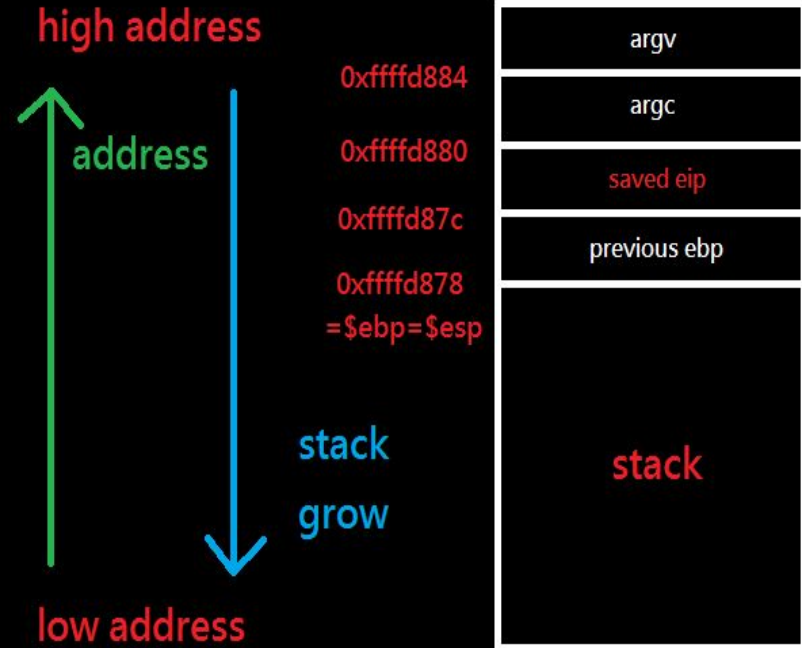 high address
argv
0xffffd884
argc
address
0xffffd880
saved eip
0xffffd87c
previous ebp
0xffffd878
=$ebp=$esp
stack
grow
stack
low address